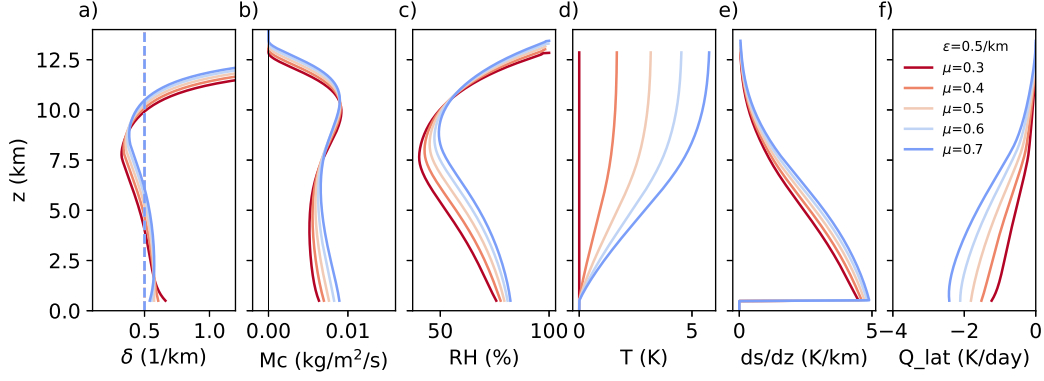 a) b) c) d) e) f)
12.5
10.0
7.5
5.0
2.5
0.0
z (km)
0.5 1.0
δ (1/km)
0.00 0.01
Mc (kg/m²/s)
50 100
RH (%)
0 5
T (K)
0 5
ds/dz (K/km)
−4 −2 0
Q_lat (K/day)
ε=0.5/km
μ=0.3
μ=0.4
μ=0.5
μ=0.6
μ=0.7